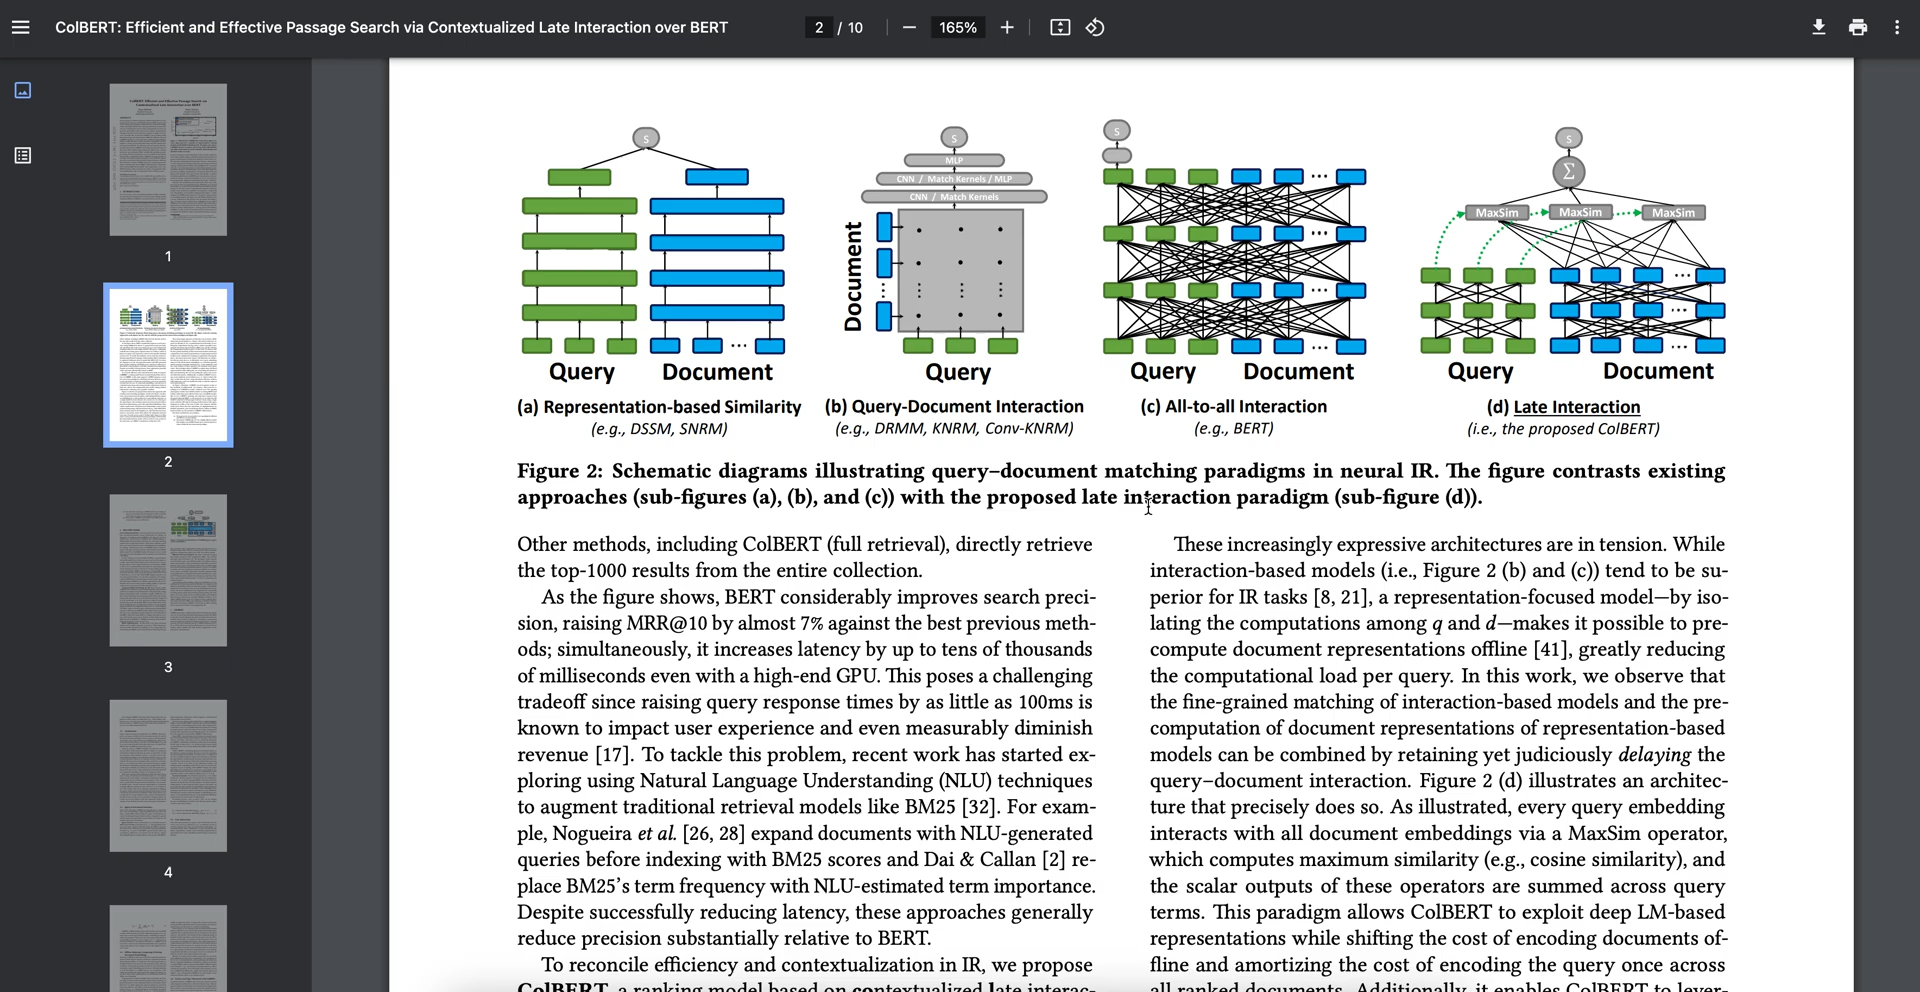 ColBERT: Efficient and Effective Passage Search via Contextualized Late Interaction over BERT
2 / 10
165%
1
2
3
4
S
Query
Document
(a) Representation-based Similarity
(e.g., DSSM, SNRM)
S
MLP
CNN / Match Kernels / MLP
CNN / Match Kernels
Document
Query
(b) Query-Document Interaction
(e.g., DRMM, KNRM, Conv-KNRM)
S
Query
Document
(c) All-to-all Interaction
(e.g., BERT)
S
Σ
MaxSim MaxSim MaxSim
Query
Document
(d) Late Interaction
(i.e., the proposed ColBERT)
Figure 2: Schematic diagrams illustrating query–document matching paradigms in neural IR. The figure contrasts existing
approaches (sub-figures (a), (b), and (c)) with the proposed late interaction paradigm (sub-figure (d)).
Other methods, including ColBERT (full retrieval), directly retrieve
the top-1000 results from the entire collection.
As the figure shows, BERT considerably improves search preci-
sion, raising MRR@10 by almost 7% against the best previous meth-
ods; simultaneously, it increases latency by up to tens of thousands
of milliseconds even with a high-end GPU. This poses a challenging
tradeoff since raising query response times by as little as 100ms is
known to impact user experience and even measurably diminish
revenue [17]. To tackle this problem, recent work has started ex-
ploring using Natural Language Understanding (NLU) techniques
to augment traditional retrieval models like BM25 [32]. For exam-
ple, Nogueira et al. [26, 28] expand documents with NLU-generated
queries before indexing with BM25 scores and Dai & Callan [2] re-
place BM25's term frequency with NLU-estimated term importance.
Despite successfully reducing latency, these approaches generally
reduce precision substantially relative to BERT.
To reconcile efficiency and contextualization in IR, we propose
ColBERT, a ranking model based on contextualized late interac-
These increasingly expressive architectures are in tension. While
interaction-based models (i.e., Figure 2 (b) and (c)) tend to be su-
perior for IR tasks [8, 21], a representation-focused model—by iso-
lating the computations among q and d—makes it possible to pre-
compute document representations offline [41], greatly reducing
the computational load per query. In this work, we observe that
the fine-grained matching of interaction-based models and the pre-
computation of document representations of representation-based
models can be combined by retaining yet judiciously delaying the
query–document interaction. Figure 2 (d) illustrates an architec-
ture that precisely does so. As illustrated, every query embedding
interacts with all document embeddings via a MaxSim operator,
which computes maximum similarity (e.g., cosine similarity), and
the scalar outputs of these operators are summed across query
terms. This paradigm allows ColBERT to exploit deep LM-based
representations while shifting the cost of encoding documents of-
fline and amortizing the cost of encoding the query once across
all ranked documents. Additionally, it enables ColBERT to lever-